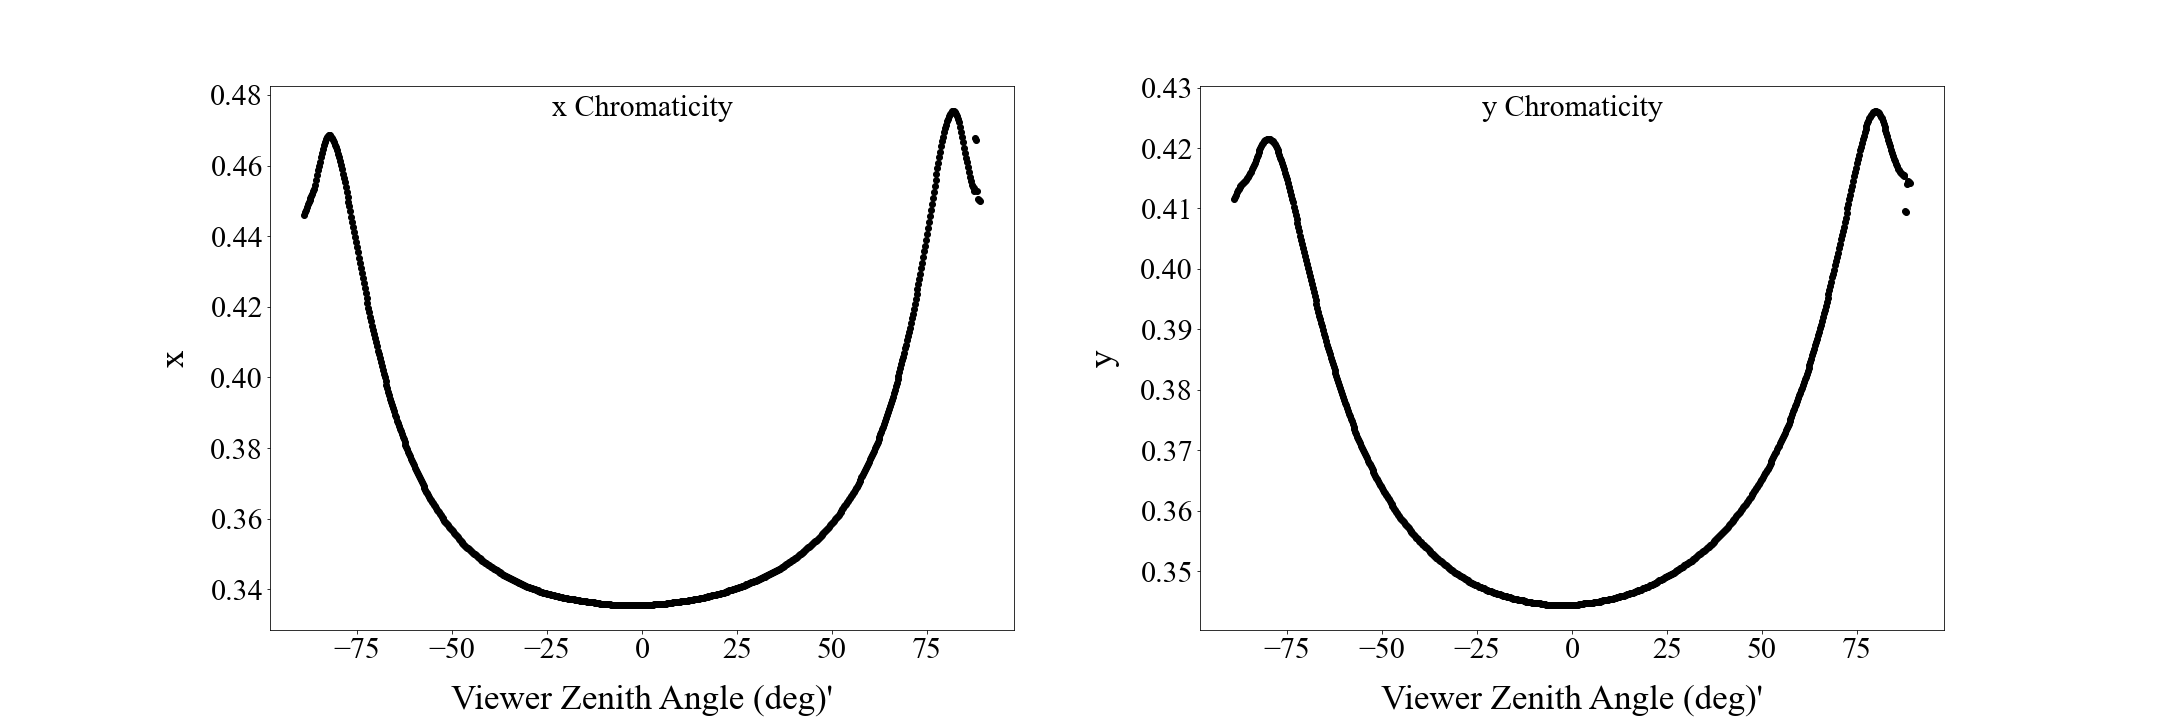 x Chromaticity
0.48
0.46
0.44
0.42
0.40
0.38
0.36
0.34
x
−75 −50 −25 0 25 50 75
Viewer Zenith Angle (deg)'
y Chromaticity
0.43
0.42
0.41
0.40
0.39
0.38
0.37
0.36
0.35
y
−75 −50 −25 0 25 50 75
Viewer Zenith Angle (deg)'